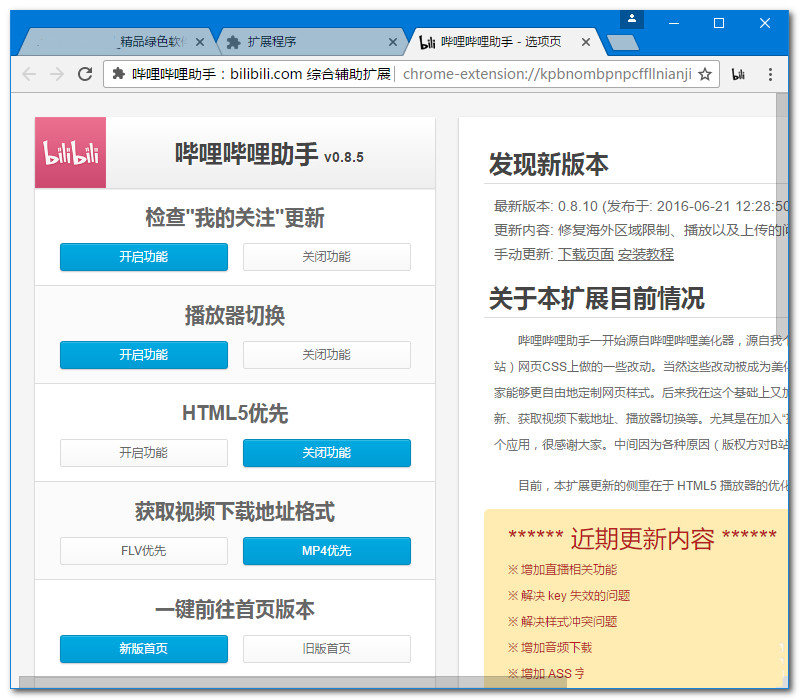 精品绿色软件
扩展程序
哔哩哔哩助手 - 选项页
哔哩哔哩助手：bilibili.com 综合辅助扩展
chrome-extension://kpbnombpnpcffllnianji
bilibili
哔哩哔哩助手 v0.8.5
检查"我的关注"更新
开启功能 关闭功能
播放器切换
开启功能 关闭功能
HTML5优先
开启功能 关闭功能
获取视频下载地址格式
FLV优先 MP4优先
一键前往首页版本
新版首页 旧版首页
发现新版本
最新版本: 0.8.10 (发布于: 2016-06-21 12:28:50
更新内容: 修复海外区域限制、播放以及上传的问
手动更新: 下载页面 安装教程
关于本扩展目前情况
哔哩哔哩助手一开始源自哔哩哔哩美化器，源自我个
站）网页CSS上做的一些改动。当然这些改动被成为美化
家能够更自由地定制网页样式。后来我在这个基础上又加
新、获取视频下载地址、播放器切换等。尤其是在加入
个应用，很感谢大家。中间因为各种原因（版权方对B站
目前，本扩展更新的侧重在于 HTML5 播放器的优化
****** 近期更新内容 ******
※ 增加直播相关功能
※ 解决 key 失效的问题
※ 解决样式冲突问题
※ 增加音频下载
※ 增加 ASS 字